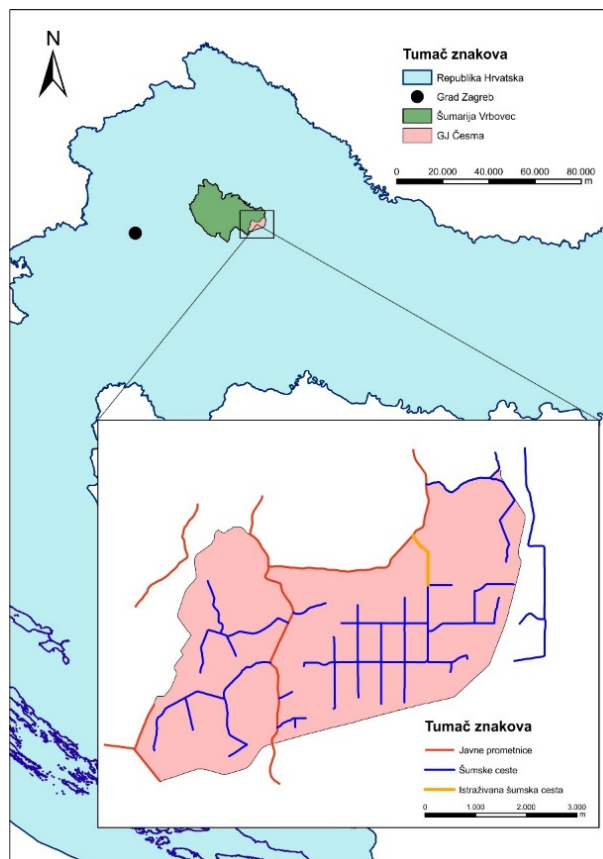 N
Tumač znakova
Republika Hrvatska
Grad Zagreb
Šumarija Vrbovec
GJ Česma
0 20.000 40.000 60.000 80.000
m
Tumač znakova
Javne prometnice
Šumske ceste
Istraživana šumska cesta
0 1.000 2.000 3.000
m